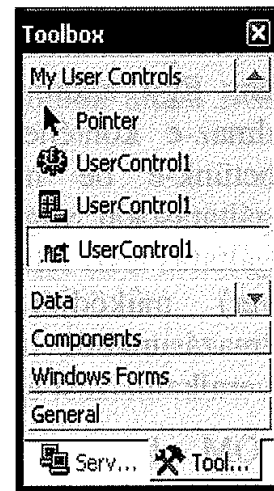 Toolbox
My User Controls
Pointer
UserControl1
UserControl1
.net UserControl1
Data
Components
Windows Forms
General
Serv... Tool...